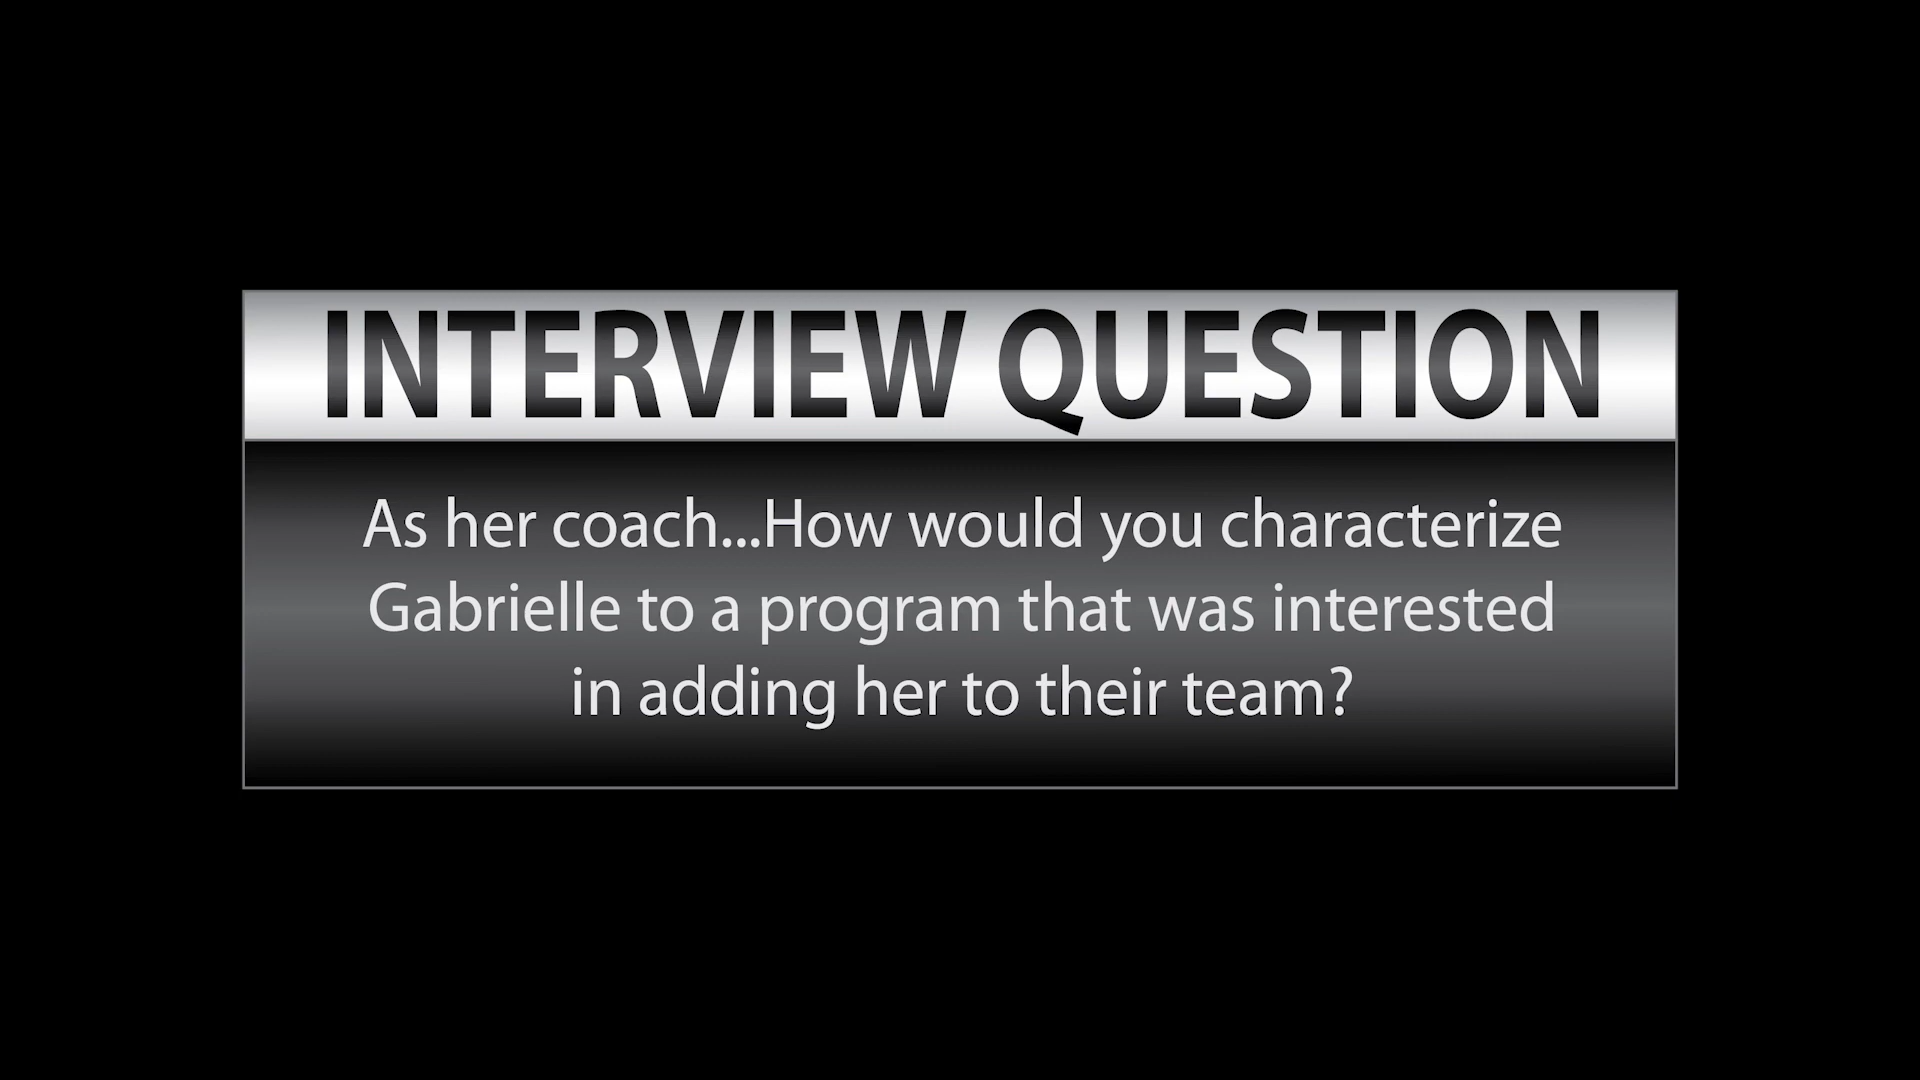 INTERVIEW QUESTION
As her coach...How would you characterize
Gabrielle to a program that was interested
in adding her to their team?